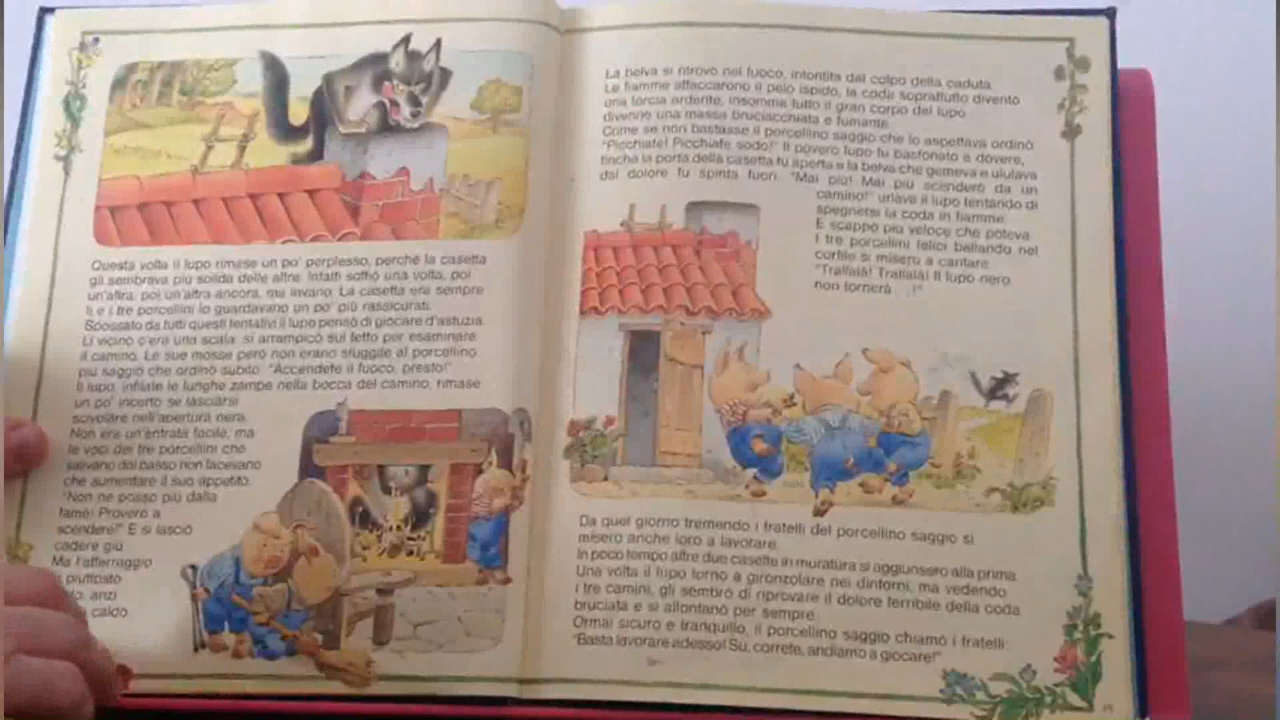 Questa volta il lupo rimase un po' perplesso, perché la casetta
gli sembrava più solida delle altre. Infatti soffiò una volta, poi
un'altra, poi un'altra ancora, ma invano. La casetta era sempre
lì e i tre porcellini lo guardavano un po' più rassicurati.
Spossato da tutti questi tentativi il lupo pensò di giocare d'astuzia.
Lì vicino c'era una scala: si arrampicò sul tetto per esaminare
il camino. Le sue mosse però non erano sfuggite al porcellino
più saggio che ordinò subito: "Accendete il fuoco, presto!"
Il lupo, infilate le lunghe zampe nella bocca del camino, rimase
un po' incerto se lasciarsi
scivolare nell'apertura nera.
Non era un'entrata facile, ma
le voci dei tre porcellini che
salivano dal basso non facevano
che aumentare il suo appetito.
"Non ne posso più dalla
fame! Proverò a
scendere!" E si lasciò
cadere giù.
Ma l'atterraggio
piuttosto
anzi
caldo.
La belva si ritrovò nel fuoco, intontita dal colpo della caduta.
Le fiamme attaccarono il pelo ispido, la coda soprattutto diventò
una torcia ardente, insomma tutto il gran corpo del lupo
divenne una massa bruciacchiata e fumante.
Come se non bastasse il porcellino saggio che lo aspettava ordinò
"Picchiate! Picchiate sodo!" Il povero lupo fu bastonato a dovere,
finchè la porta della casetta fu aperta e la belva che gemeva e ululava
dal dolore fu spinta fuori. "Mai più! Mai più scenderò da un
camino!" urlava il lupo tentando di
spegnersi la coda in fiamme.
E scappò più veloce che poteva.
I tre porcellini felici ballando nel
cortile si misero a cantare:
"Trallalà! Trallalà! Il lupo nero
non tornerà ...!"
Da quel giorno tremendo i fratelli del porcellino saggio si
misero anche loro a lavorare.
In poco tempo altre due casette in muratura si aggiunsero alla prima.
Una volta il lupo tornò a gironzolare nei dintorni, ma vedendo
i tre camini, gli sembrò di riprovare il dolore terribile della coda
bruciata e si allontanò per sempre.
Ormai sicuro e tranquillo, il porcellino saggio chiamò i fratelli:
"Basta lavorare adesso! Su, correte, andiamo a giocare!"